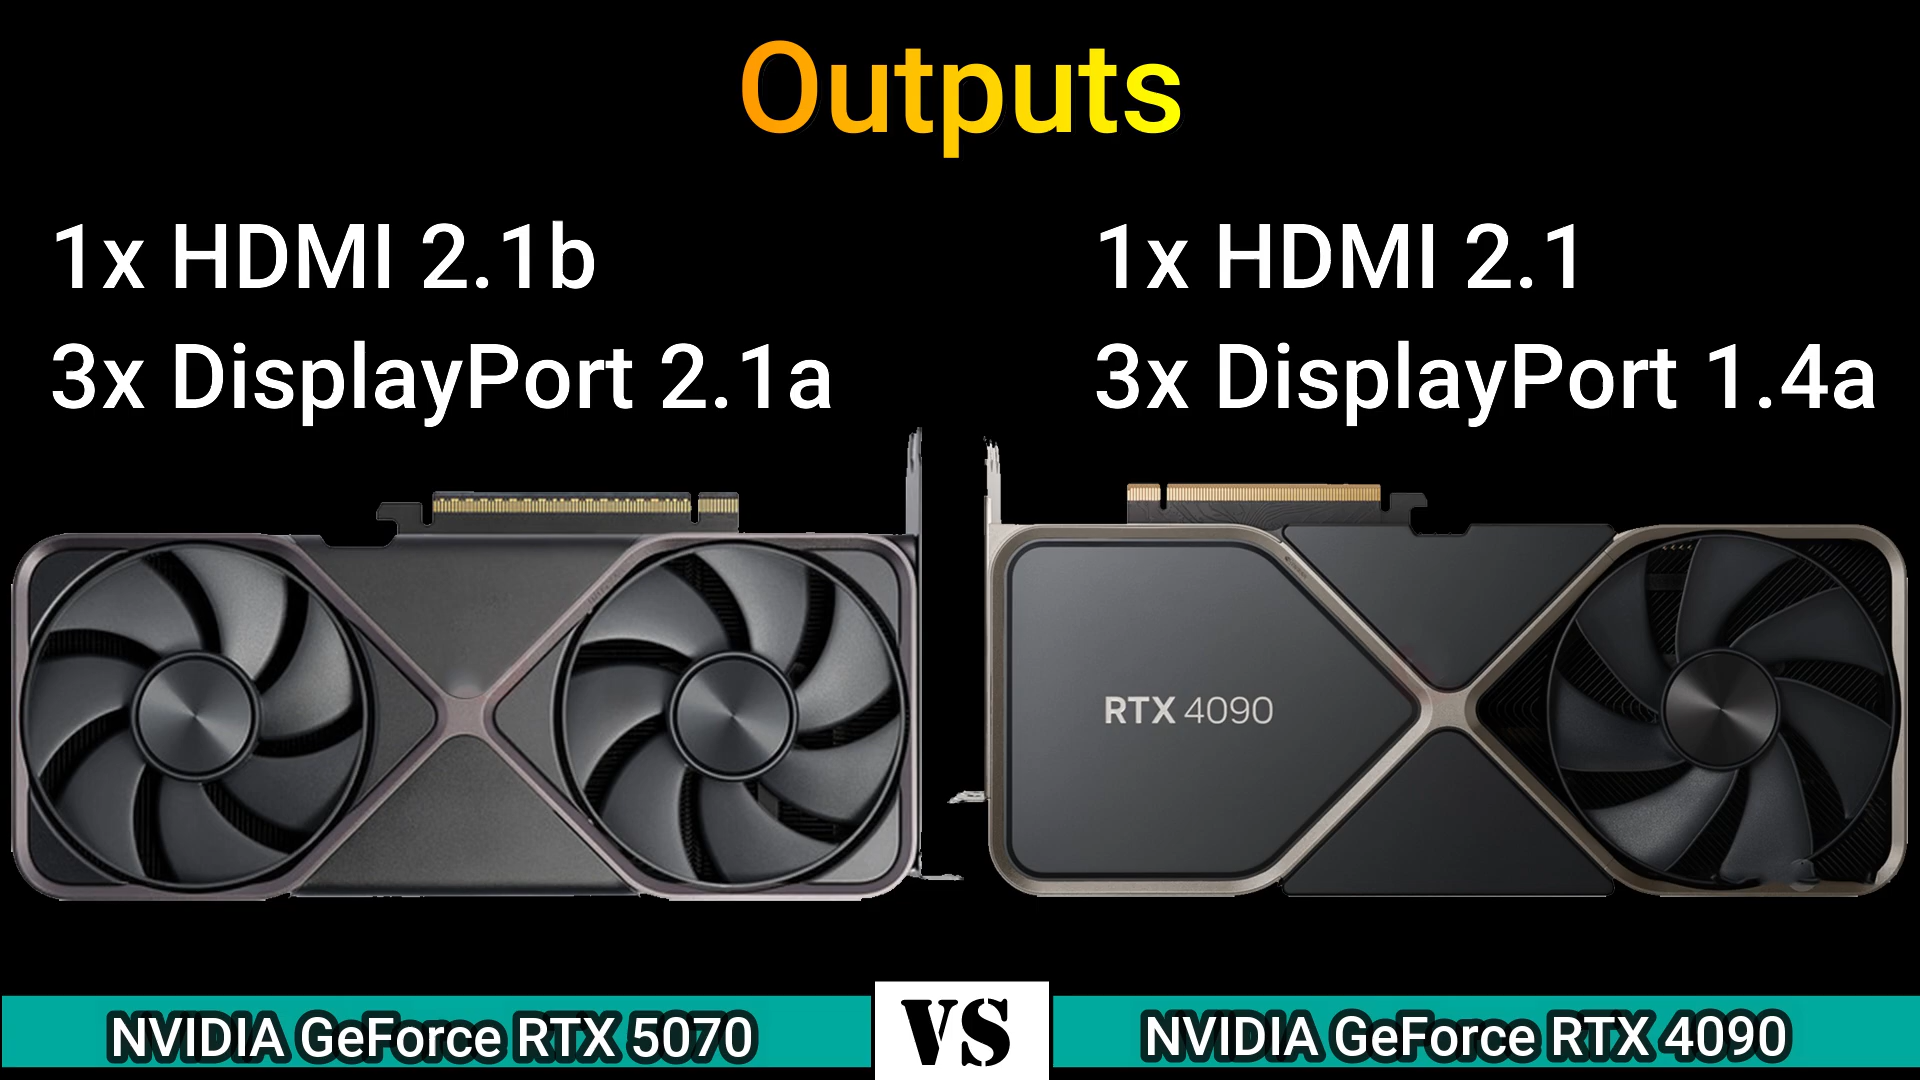 Outputs
1x HDMI 2.1b
3x DisplayPort 2.1a
1x HDMI 2.1
3x DisplayPort 1.4a
RTX 4090
NVIDIA GeForce RTX 5070
VS
NVIDIA GeForce RTX 4090